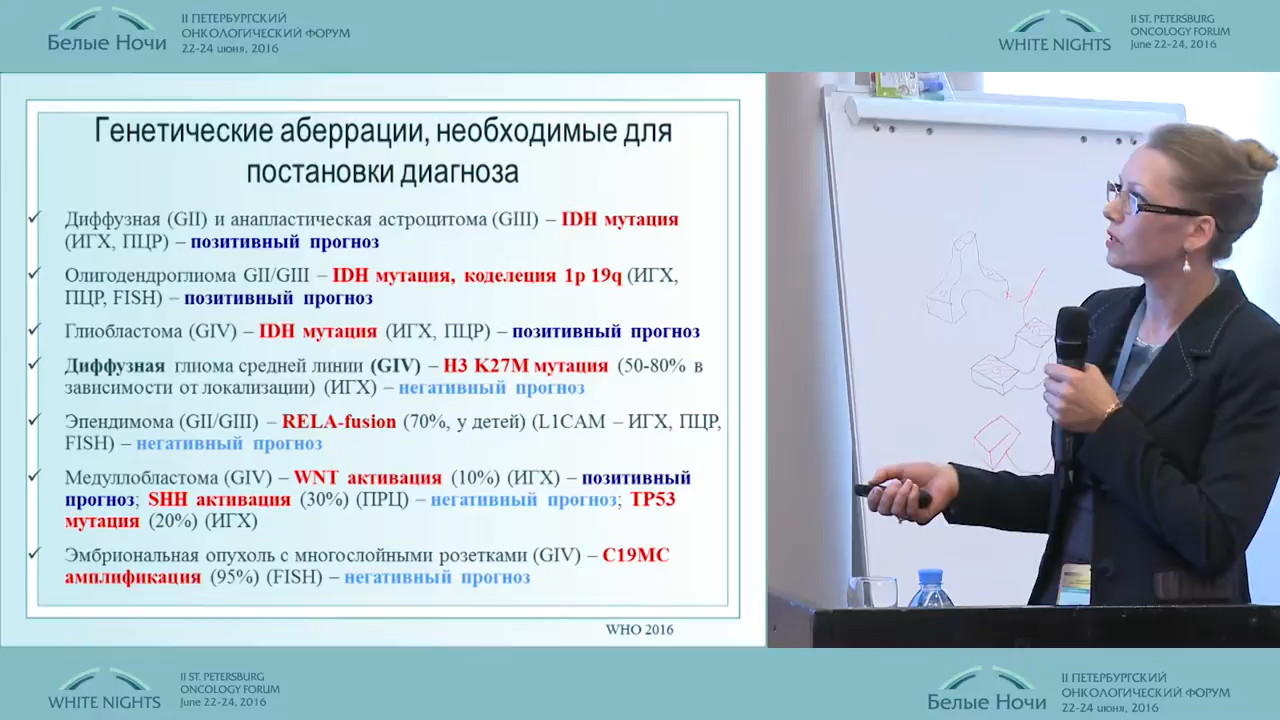 II ПЕТЕРБУРГСКИЙ
ОНКОЛОГИЧЕСКИЙ ФОРУМ
Белые Ночи
22-24 июня, 2016
II ST. PETERSBURG
ONCOLOGY FORUM
WHITE NIGHTS
June 22-24, 2016
Генетические аберрации, необходимые для
постановки диагноза
Диффузная (GII) и анапластическая астроцитома (GIII) – IDH мутация
(ИГХ, ПЦР) – позитивный прогноз
Олигодендроглиома GII/GIII – IDH мутация, коделеция 1p 19q (ИГХ,
ПЦР, FISH) – позитивный прогноз
Глиобластома (GIV) – IDH мутация (ИГХ, ПЦР) – позитивный прогноз
Диффузная глиома средней линии (GIV) – H3 K27M мутация (50-80% в
зависимости от локализации) (ИГХ) – негативный прогноз
Эпендимома (GII/GIII) – RELA-fusion (70%, у детей) (L1CAM – ИГХ, ПЦР,
FISH) – негативный прогноз
Медуллобластома (GIV) – WNT активация (10%) (ИГХ) – позитивный
прогноз; SHH активация (30%) (ПРЦ) – негативный прогноз; TP53
мутация (20%) (ИГХ)
Эмбриональная опухоль с многослойными розетками (GIV) – C19MC
амплификация (95%) (FISH) – негативный прогноз
WHO 2016
II ST. PETERSBURG
ONCOLOGY FORUM
WHITE NIGHTS
June 22-24, 2016
II ПЕТЕРБУРГСКИЙ
ОНКОЛОГИЧЕСКИЙ ФОРУМ
Белые Ночи
22-24 июня, 2016